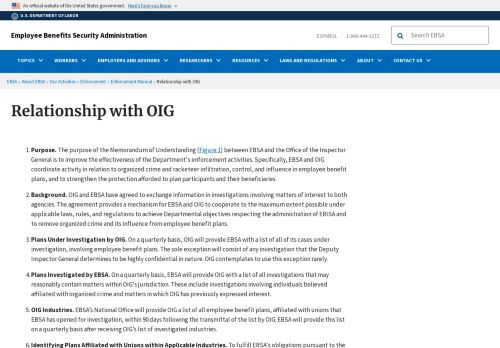 An official website of the United States government. Here's how you know
U.S. DEPARTMENT OF LABOR
Employee Benefits Security Administration
ESPAÑOL | 1-866-444-3272
Search EBSA
TOPICS WORKERS EMPLOYERS AND ADVISERS RESEARCHERS RESOURCES LAWS AND REGULATIONS ABOUT CONTACT US
EBSA » About EBSA » Our Activities » Enforcement » Enforcement Manual » Relationship with OIG
Relationship with OIG
1. Purpose. The purpose of the Memorandum of Understanding (Figure 1) between EBSA and the Office of the Inspector
General is to improve the effectiveness of the Department's enforcement activities. Specifically, EBSA and OIG
coordinate activity in relation to organized crime and racketeer infiltration, control, and influence in employee benefit
plans, and to strengthen the protection afforded to plan participants and their beneficiaries.
2. Background. OIG and EBSA have agreed to exchange information in investigations involving matters of interest to both
agencies. The agreement provides a mechanism for EBSA and OIG to cooperate to the maximum extent possible under
applicable laws, rules, and regulations to achieve Departmental objectives respecting the administration of ERISA and
to remove organized crime and its influence from employee benefit plans.
3. Plans Under Investigation by OIG. On a quarterly basis, OIG will provide EBSA with a list of all of its cases under
investigation, involving employee benefit plans. The sole exception will consist of any investigation that the Deputy
Inspector General determines to be highly confidential in nature. OIG contemplates to use this exception rarely.
4. Plans Investigated by EBSA. On a quarterly basis, EBSA will provide OIG with a list of all investigations that may
reasonably contain matters within OIG's jurisdiction. These include investigations involving individuals believed
affiliated with organized crime and matters in which OIG has previously expressed interest.
5. OIG Industries. EBSA's National Office will provide OIG a list of all employee benefit plans, affiliated with unions that
EBSA has opened for investigation, within 90 days following the transmittal of the list by OIG. EBSA will provide this list
on a quarterly basis after receiving OIG's list of investigated industries.
6. Identifying Plans Affiliated with Unions within Applicable Industries. To fulfill EBSA's obligations pursuant to the